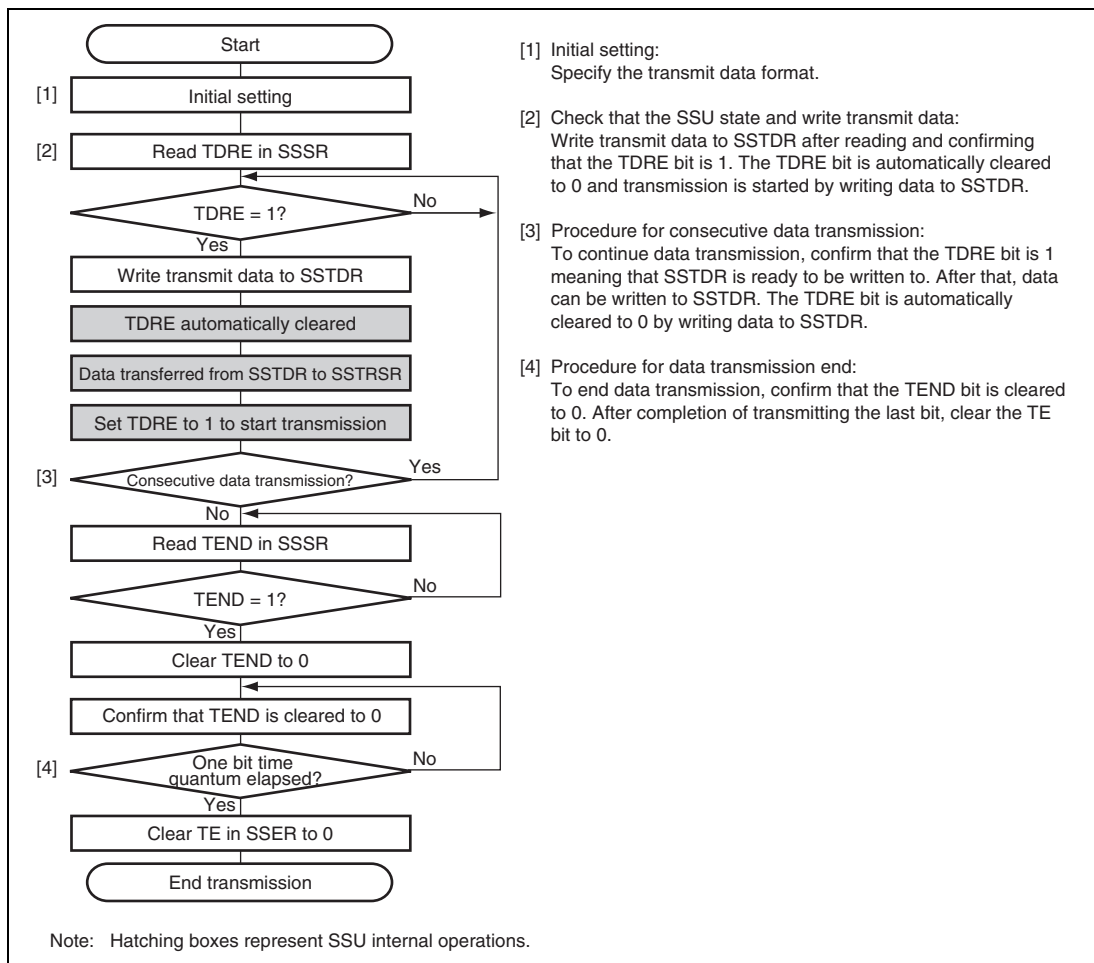 Start
[1] Initial setting
[2] Read TDRE in SSSR
TDRE = 1?
No
Yes
Write transmit data to SSTDR
TDRE automatically cleared
Data transferred from SSTDR to SSTRSR
Set TDRE to 1 to start transmission
[3] Consecutive data transmission?
Yes
No
Read TEND in SSSR
TEND = 1?
No
Yes
Clear TEND to 0
Confirm that TEND is cleared to 0
[4] One bit time
quantum elapsed?
No
Yes
Clear TE in SSER to 0
End transmission
[1] Initial setting:
Specify the transmit data format.
[2] Check that the SSU state and write transmit data:
Write transmit data to SSTDR after reading and confirming
that the TDRE bit is 1. The TDRE bit is automatically cleared
to 0 and transmission is started by writing data to SSTDR.
[3] Procedure for consecutive data transmission:
To continue data transmission, confirm that the TDRE bit is 1
meaning that SSTDR is ready to be written to. After that, data
can be written to SSTDR. The TDRE bit is automatically
cleared to 0 by writing data to SSTDR.
[4] Procedure for data transmission end:
To end data transmission, confirm that the TEND bit is cleared
to 0. After completion of transmitting the last bit, clear the TE
bit to 0.
Note: Hatching boxes represent SSU internal operations.